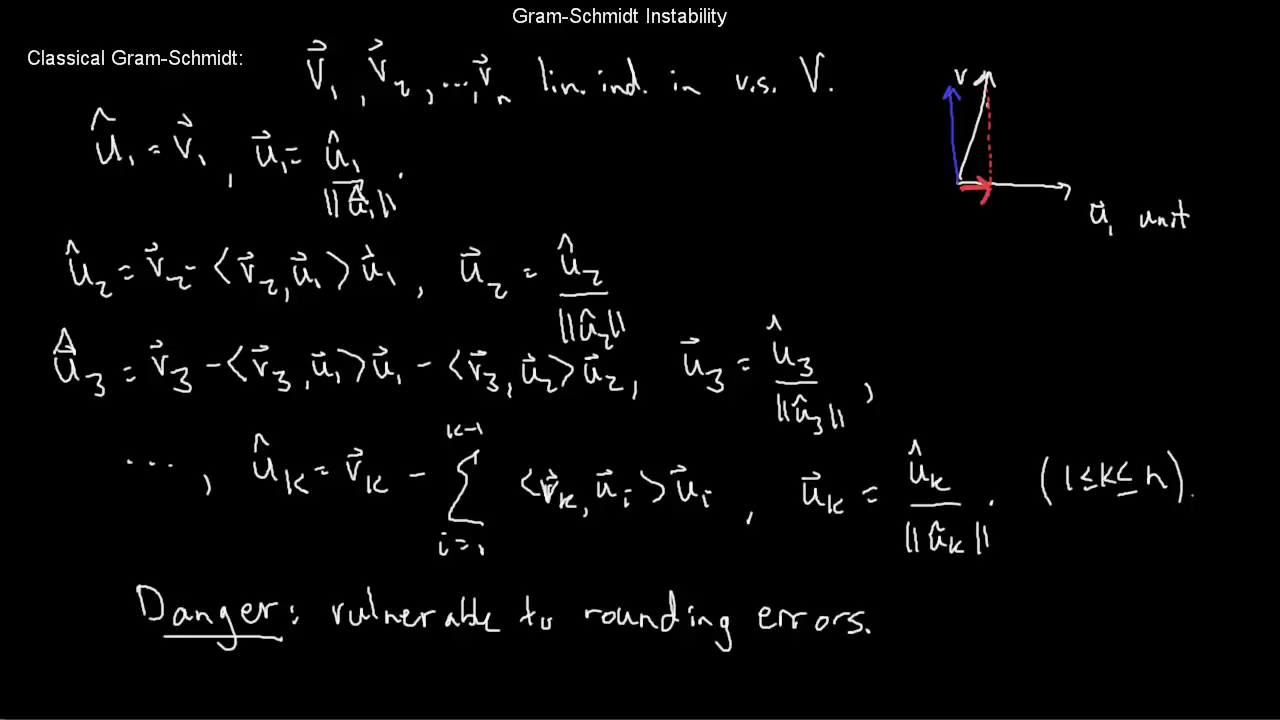 Gram-Schmidt Instability
Classical Gram-Schmidt: v⃗₁, v⃗₂, ..., v⃗ₙ lin. ind. in v.s. V.
û₁ = v⃗₁, u⃗₁ = û₁ / ||û₁||.
v
u⃗₁ unit
û₂ = v⃗₂ - <v⃗₂, u⃗₁> u⃗₁, u⃗₂ = û₂ / ||û₂||
û₃ = v⃗₃ - <v⃗₃, u⃗₁> u⃗₁ - <v⃗₃, u⃗₂> u⃗₂, u⃗₃ = û₃ / ||û₃||,
..., ûₖ = v⃗ₖ - ∑_{i=1}^{k-1} <v⃗ₖ, u⃗ᵢ> u⃗ᵢ, u⃗ₖ = ûₖ / ||ûₖ||. (1 ≤ k ≤ n).
Danger: vulnerable to rounding errors.